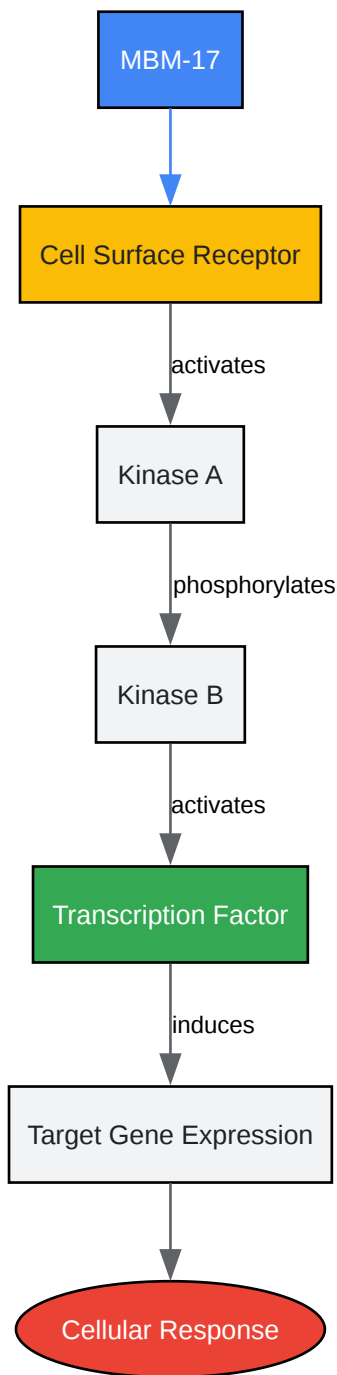 MBM-17
Cell Surface Receptor
activates
Kinase A
phosphorylates
Kinase B
activates
Transcription Factor
induces
Target Gene Expression
Cellular Response